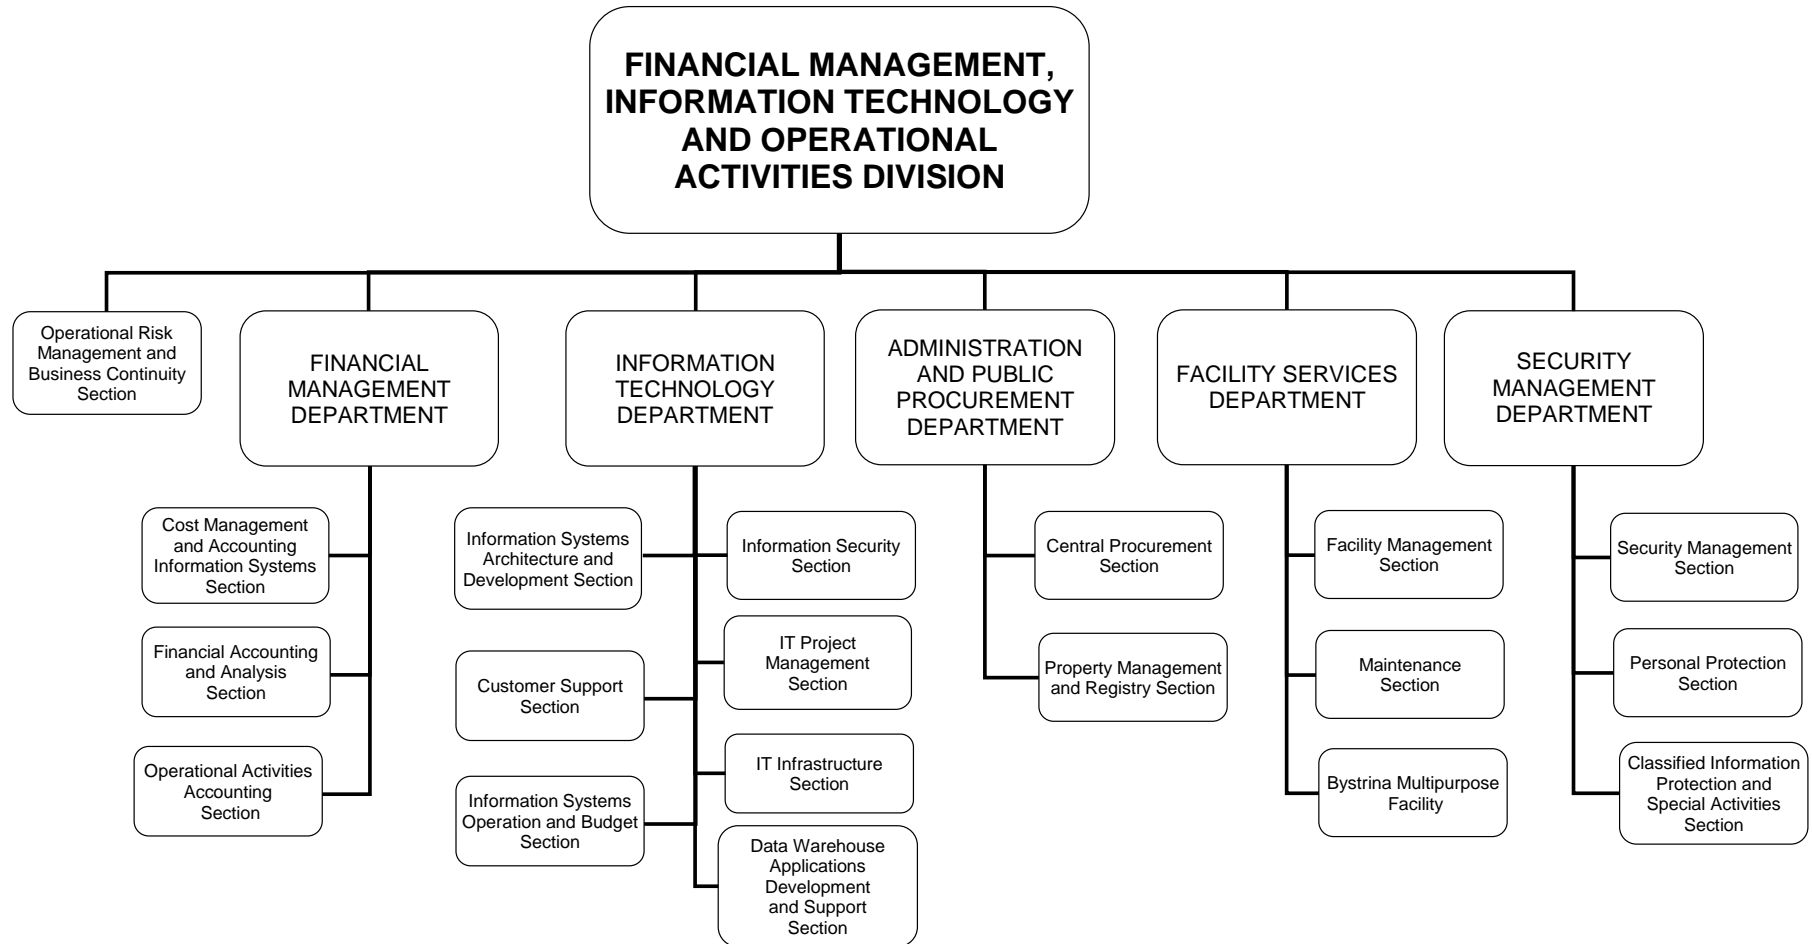 FINANCIAL MANAGEMENT,
INFORMATION TECHNOLOGY
AND OPERATIONAL
ACTIVITIES DIVISION
Operational Risk
Management and
Business Continuity
Section
FINANCIAL
MANAGEMENT
DEPARTMENT
INFORMATION
TECHNOLOGY
DEPARTMENT
ADMINISTRATION
AND PUBLIC
PROCUREMENT
DEPARTMENT
FACILITY SERVICES
DEPARTMENT
SECURITY
MANAGEMENT
DEPARTMENT
Cost Management
and Accounting
Information Systems
Section
Financial Accounting
and Analysis
Section
Operational Activities
Accounting
Section
Information Systems
Architecture and
Development Section
Customer Support
Section
Information Systems
Operation and Budget
Section
Information Security
Section
IT Project
Management
Section
IT Infrastructure
Section
Data Warehouse
Applications
Development
and Support
Section
Central Procurement
Section
Property Management
and Registry Section
Facility Management
Section
Maintenance
Section
Bystrina Multipurpose
Facility
Security Management
Section
Personal Protection
Section
Classified Information
Protection and
Special Activities
Section